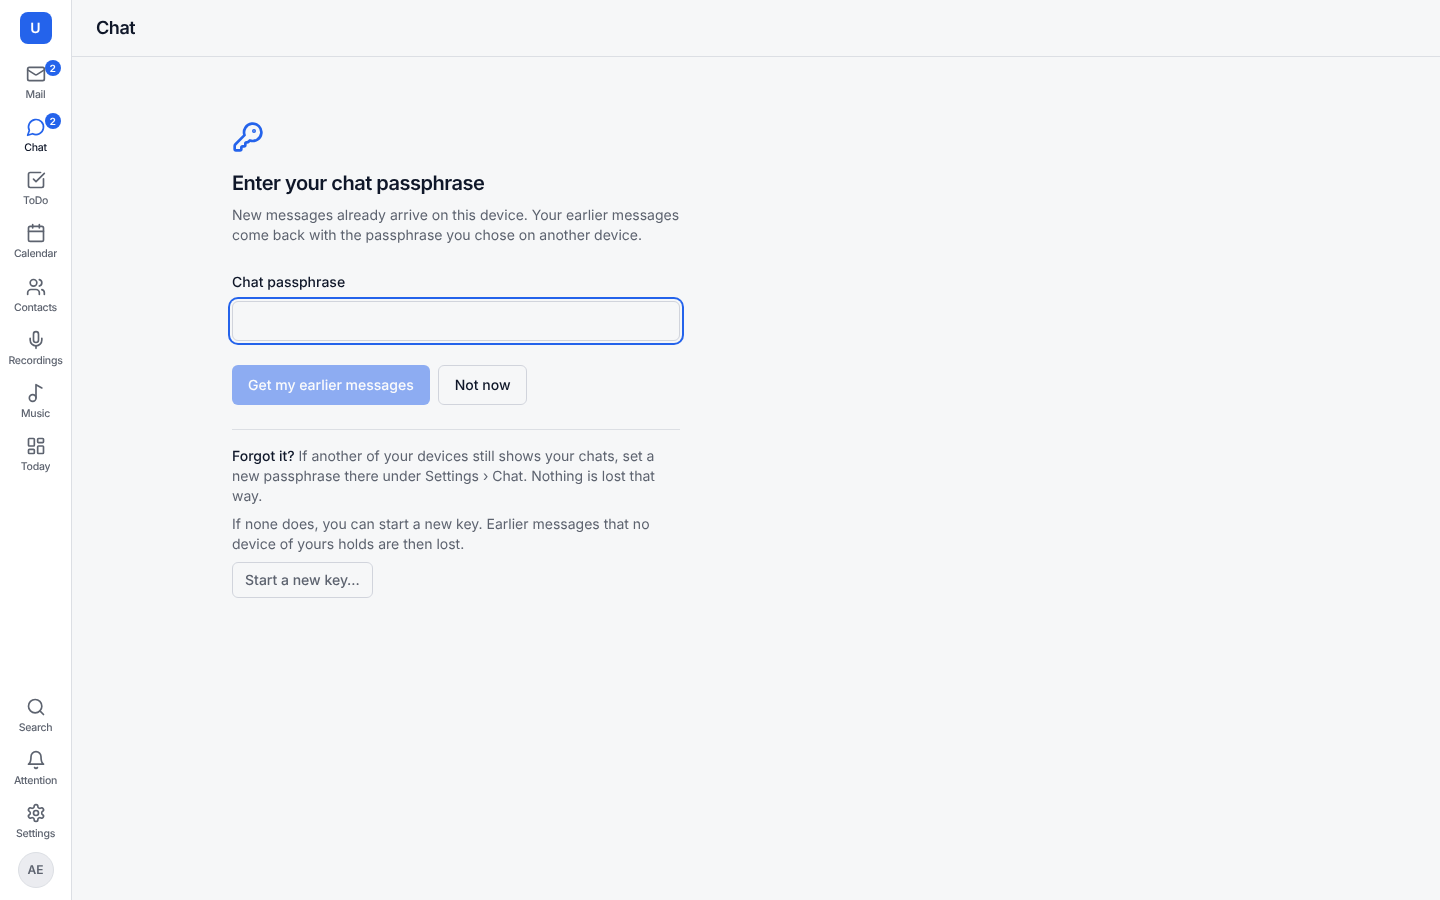 U
Chat
2
Mail
2
Chat
ToDo
Calendar
Contacts
Recordings
Music
Today
Search
Attention
Settings
AE
Enter your chat passphrase
New messages already arrive on this device. Your earlier messages
come back with the passphrase you chose on another device.
Chat passphrase
Get my earlier messages
Not now
Forgot it? If another of your devices still shows your chats, set a
new passphrase there under Settings › Chat. Nothing is lost that
way.
If none does, you can start a new key. Earlier messages that no
device of yours holds are then lost.
Start a new key...